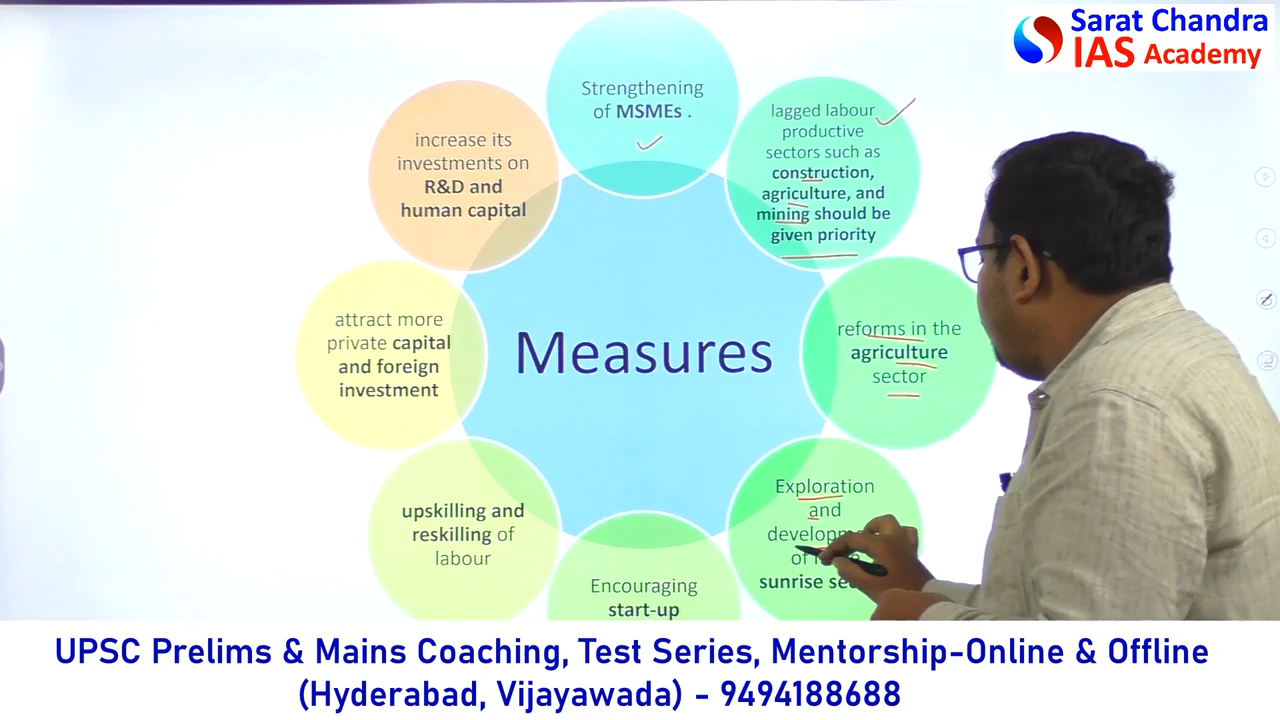 Sarat Chandra
IAS Academy
Strengthening
of MSMEs .
lagged labour
productive
sectors such as
construction,
agriculture, and
mining should be
given priority
reforms in the
agriculture
sector
Exploration
and
of
sunrise
Encouraging
start-up
upskilling and
reskilling of
labour
attract more
private capital
and foreign
investment
increase its
investments on
R&D and
human capital
Measures
UPSC Prelims & Mains Coaching, Test Series, Mentorship-Online & Offline
(Hyderabad, Vijayawada) - 9494188688